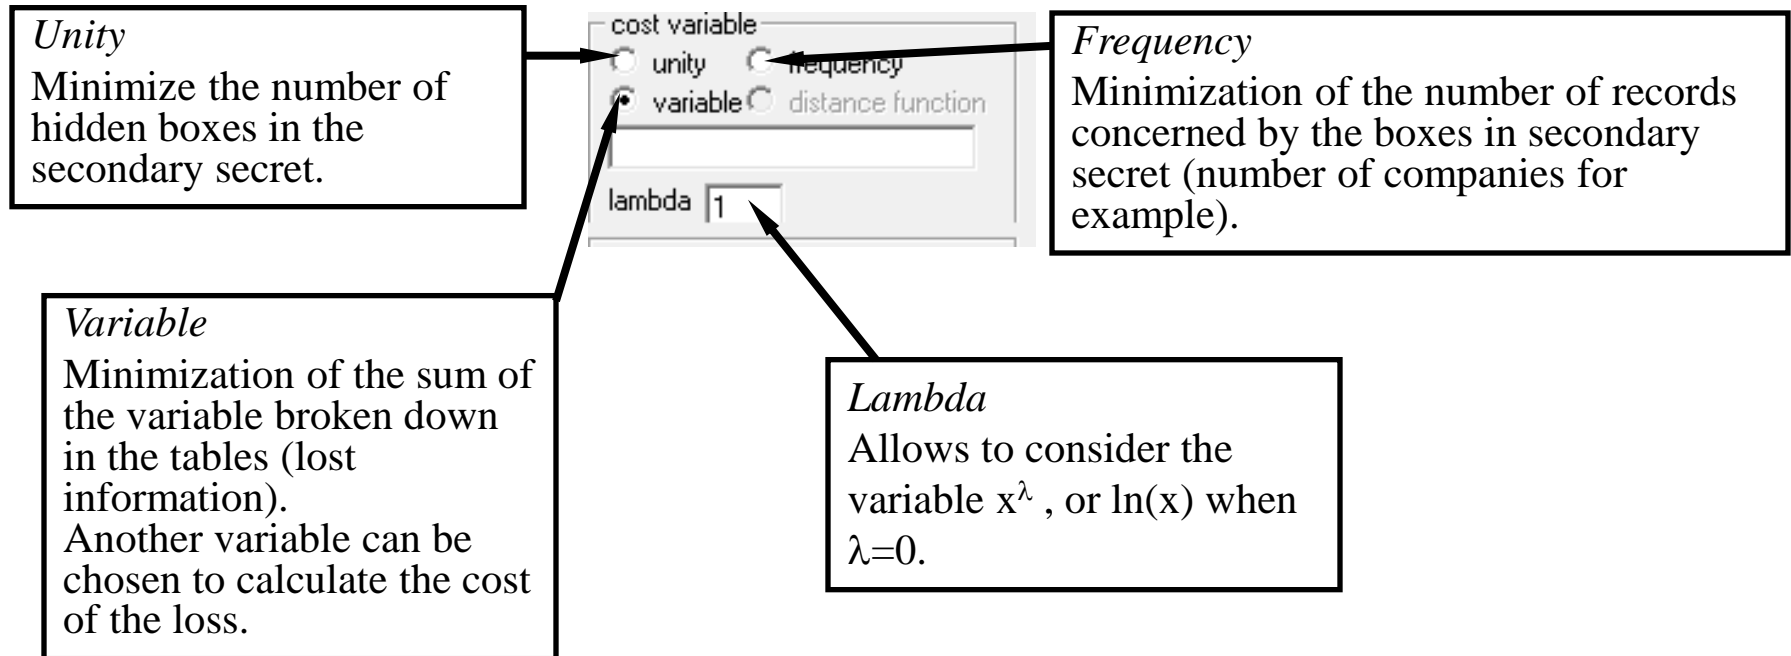 Unity
Minimize the number of
hidden boxes in the
secondary secret.
cost variable
unity frequency
variable distance function
lambda 1
Frequency
Minimization of the number of records
concerned by the boxes in secondary
secret (number of companies for
example).
Variable
Minimization of the sum of
the variable broken down
in the tables (lost
information).
Another variable can be
chosen to calculate the cost
of the loss.
Lambda
Allows to consider the
variable x^λ , or ln(x) when
λ=0.